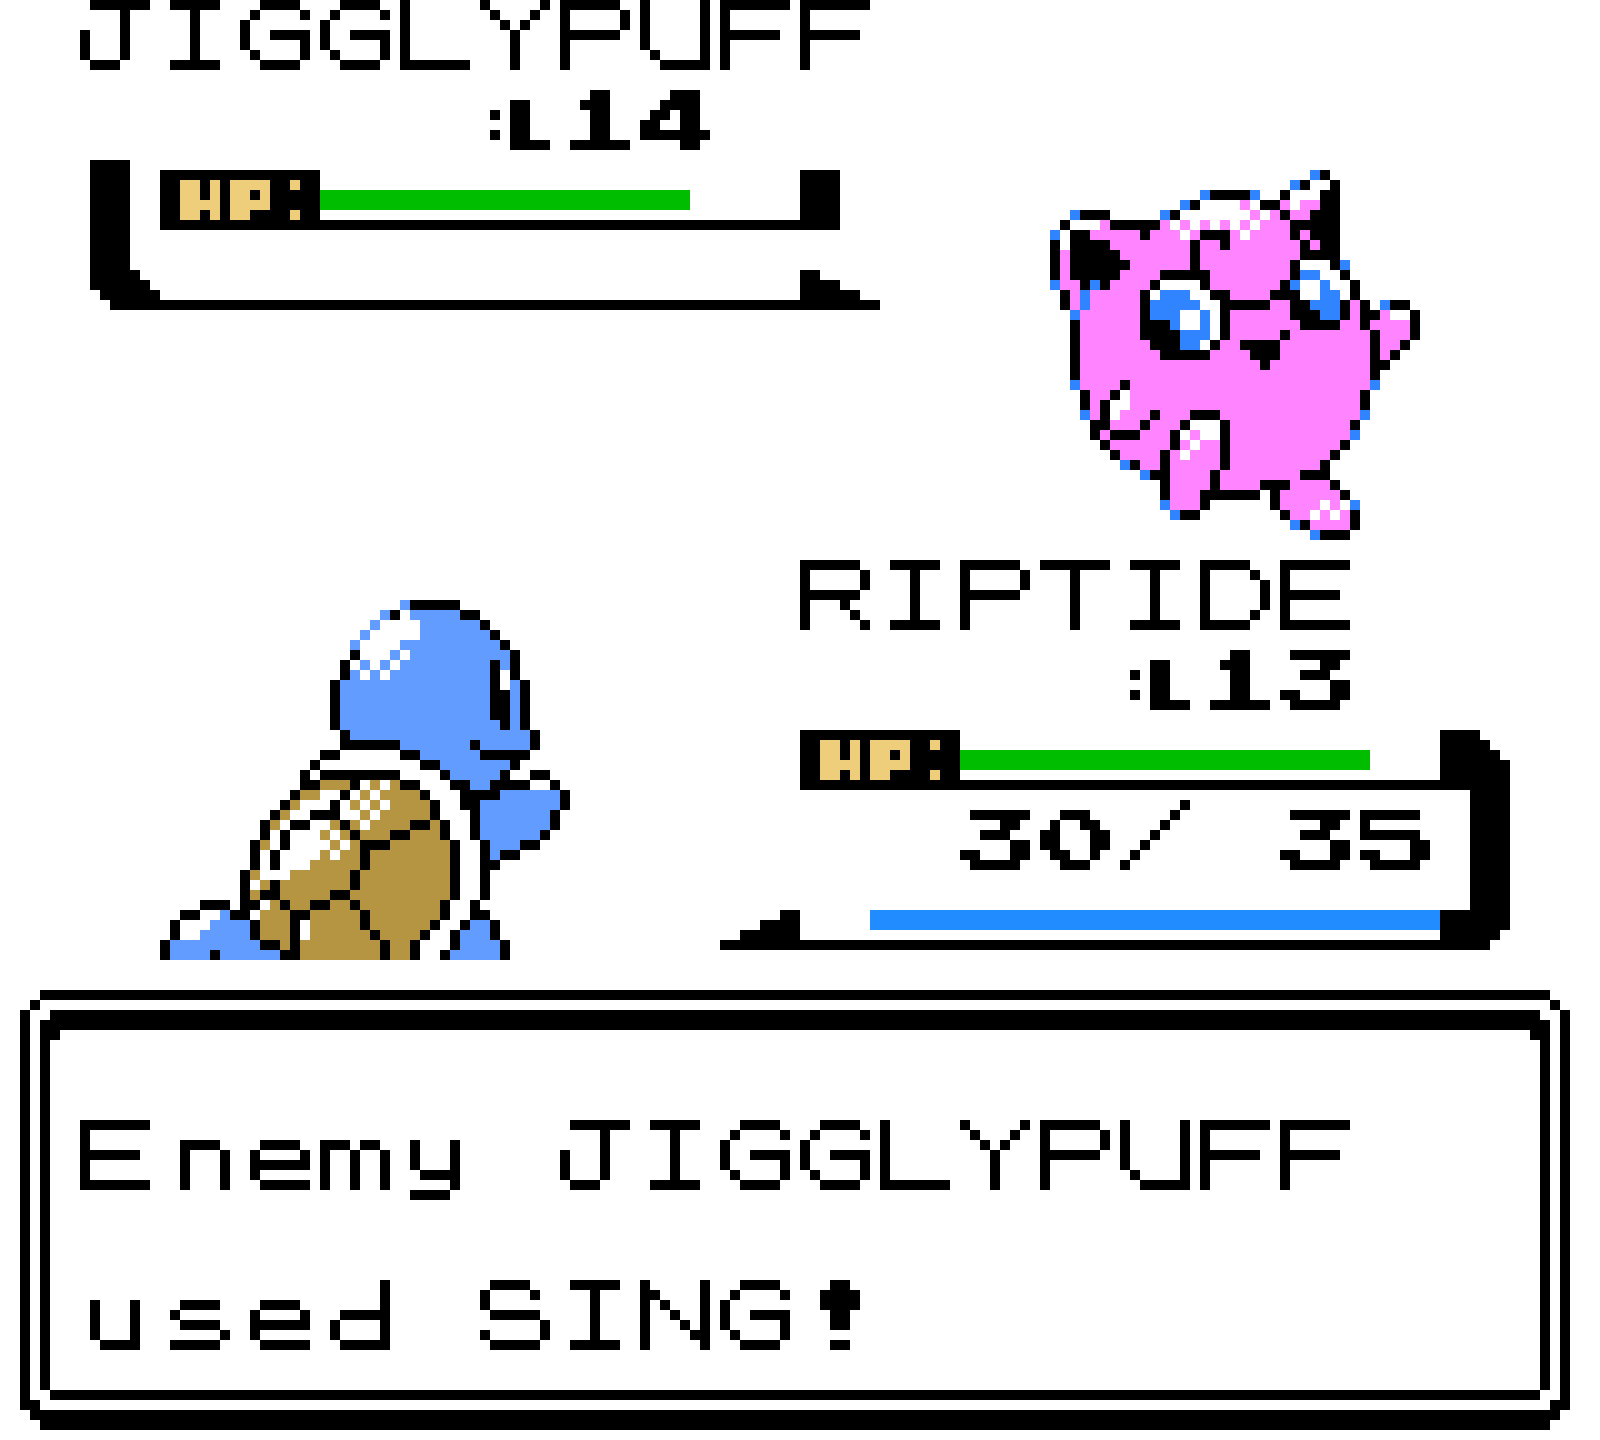 JIGGLYPUFF
:L14
HP:
RIPTIDE
:L13
HP:
30/ 35
Enemy JIGGLYPUFF
used SING!